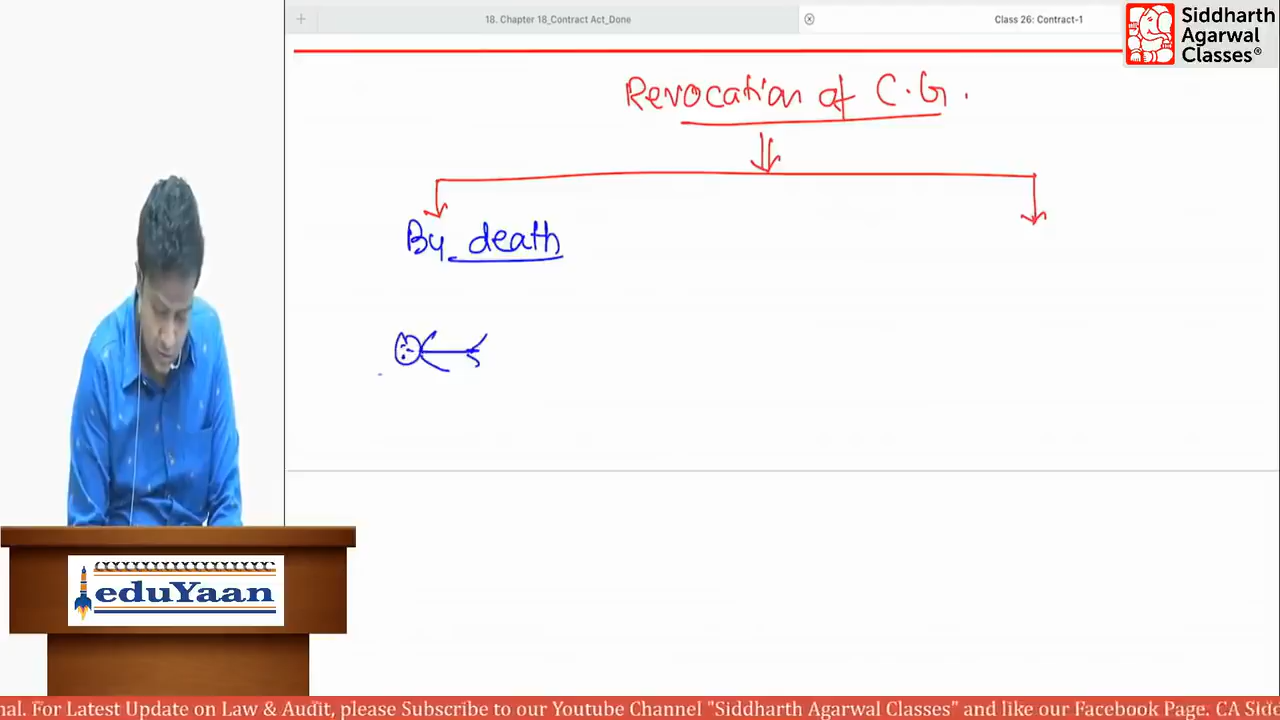 18. Chapter 18_Contract Act_Done
Class 26: Contract-1
Siddharth
Agarwal
Classes®
Revocation of C.G.
By death
eduYaan
nal. For Latest Update on Law & Audit, please Subscribe to our Youtube Channel "Siddharth Agarwal Classes" and like our Facebook Page. CA Sid